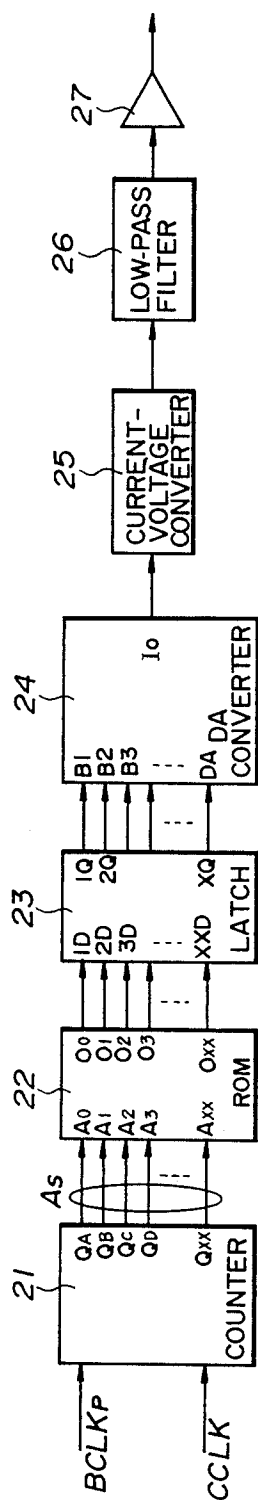 BCLKP
CCLK
21
QA
QB
QC
QD
QXX
COUNTER
AS
22
A0
A1
A2
A3
AXX
O0
O1
O2
O3
OXX
ROM
23
1D
2D
3D
XXD
1Q
2Q
XQ
LATCH
24
B1
B2
B3
DA
IO
DA
CONVERTER
25
CURRENT-
VOLTAGE
CONVERTER
26
LOW-PASS
FILTER
27